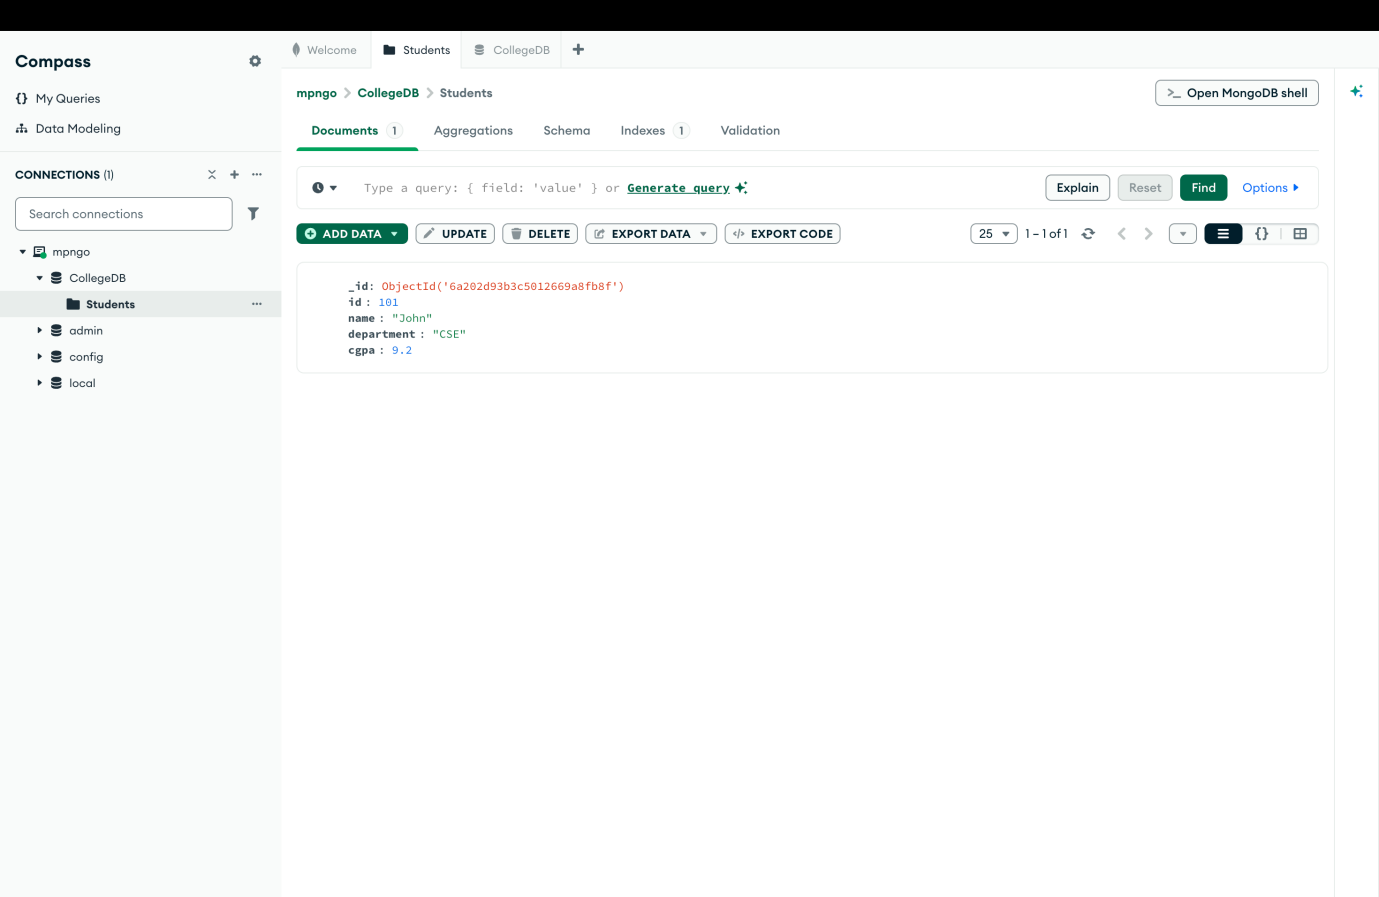 Compass
My Queries
Data Modeling
CONNECTIONS (1)
Search connections
mpngo
CollegeDB
Students
admin
config
local
Welcome
Students
CollegeDB
mpngo > CollegeDB > Students
>_ Open MongoDB shell
Documents 1 Aggregations Schema Indexes 1 Validation
Type a query: { field: 'value' } or Generate query
Explain Reset Find Options
ADD DATA UPDATE DELETE EXPORT DATA EXPORT CODE
25 1 – 1 of 1
_id: ObjectId('6a202d93b3c5012669a8fb8f')
id : 101
name : "John"
department : "CSE"
cgpa : 9.2